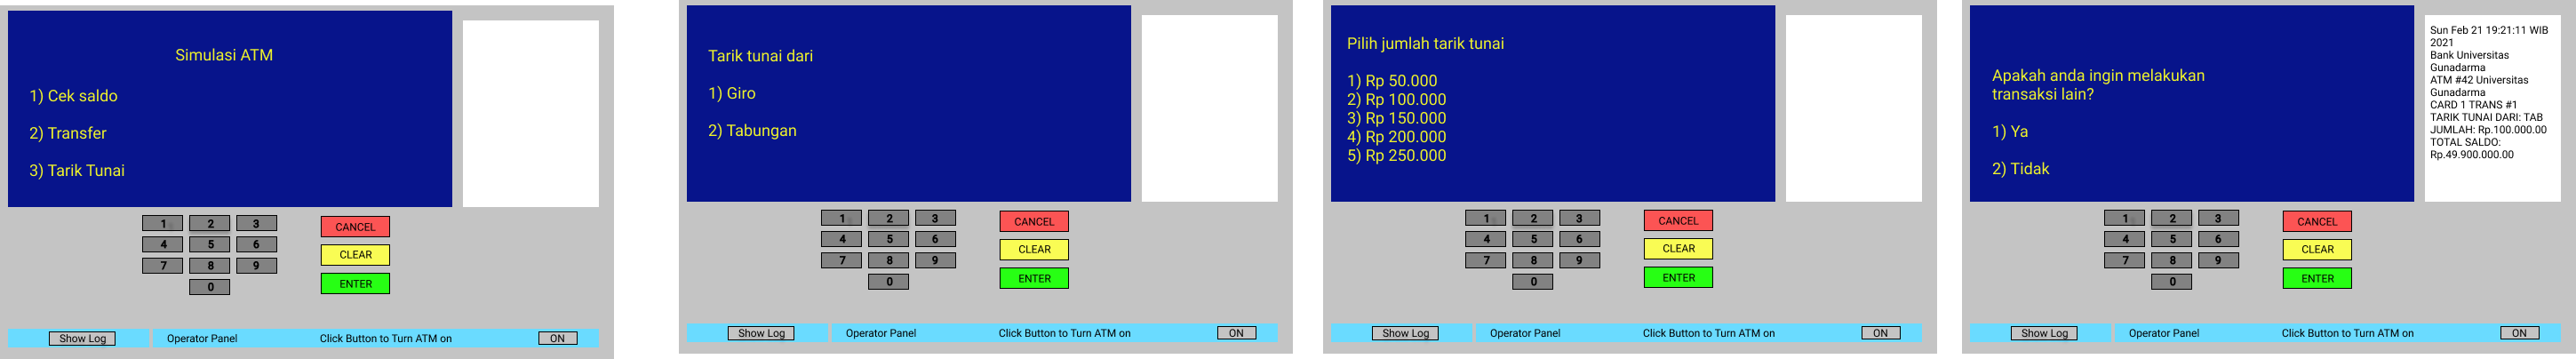 Simulasi ATM
1) Cek saldo
2) Transfer
3) Tarik Tunai
1 2 3
4 5 6
7 8 9
0
CANCEL
CLEAR
ENTER
Show Log
Operator Panel
Click Button to Turn ATM on
ON
Tarik tunai dari
1) Giro
2) Tabungan
1 2 3
4 5 6
7 8 9
0
CANCEL
CLEAR
ENTER
Show Log
Operator Panel
Click Button to Turn ATM on
ON
Pilih jumlah tarik tunai
1) Rp 50.000
2) Rp 100.000
3) Rp 150.000
4) Rp 200.000
5) Rp 250.000
1 2 3
4 5 6
7 8 9
0
CANCEL
CLEAR
ENTER
Show Log
Operator Panel
Click Button to Turn ATM on
ON
Apakah anda ingin melakukan
transaksi lain?
1) Ya
2) Tidak
Sun Feb 21 19:21:11 WIB
2021
Bank Universitas
Gunadarma
ATM #42 Universitas
Gunadarma
CARD 1 TRANS #1
TARIK TUNAI DARI: TAB
JUMLAH: Rp.100.000.00
TOTAL SALDO:
Rp.49.900.000.00
1 2 3
4 5 6
7 8 9
0
CANCEL
CLEAR
ENTER
Show Log
Operator Panel
Click Button to Turn ATM on
ON